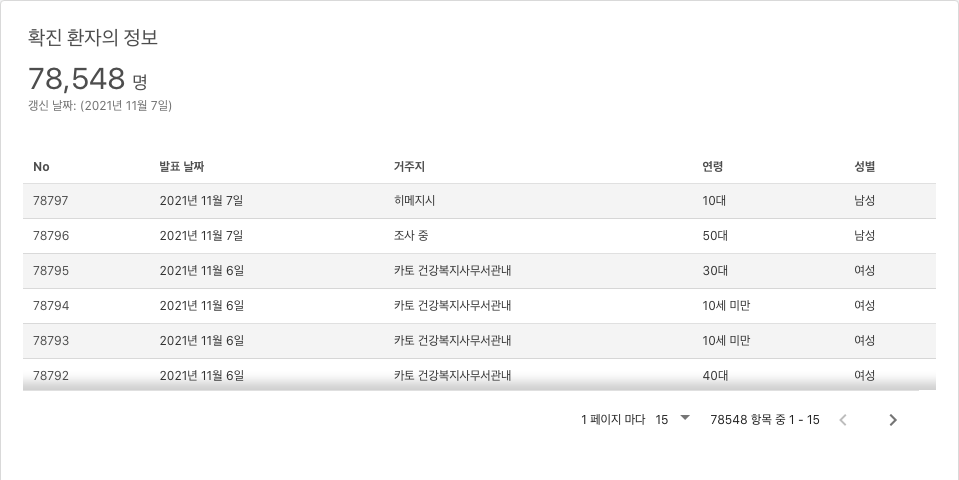 확진 환자의 정보
78,548 명
갱신 날짜: (2021년 11월 7일)
No 발표 날짜 거주지 연령 성별
78797 2021년 11월 7일 히메지시 10대 남성
78796 2021년 11월 7일 조사 중 50대 남성
78795 2021년 11월 6일 카토 건강복지사무서관내 30대 여성
78794 2021년 11월 6일 카토 건강복지사무서관내 10세 미만 여성
78793 2021년 11월 6일 카토 건강복지사무서관내 10세 미만 여성
78792 2021년 11월 6일 카토 건강복지사무서관내 40대 여성
1 페이지 마다 15 78548 항목 중 1 - 15